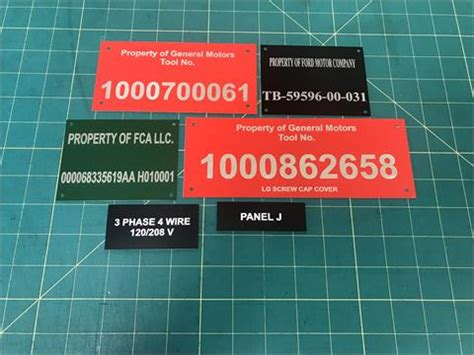 Property of General Motors
Tool No.
1000700061
PROPERTY OF FORD MOTOR COMPANY
TB-59596-00-031
PROPERTY OF FCA LLC.
000068335619AA H010001
Property of General Motors
Tool No.
1000862658
LG SCREW CAP COVER
3 PHASE 4 WIRE
120/208 V
PANEL J